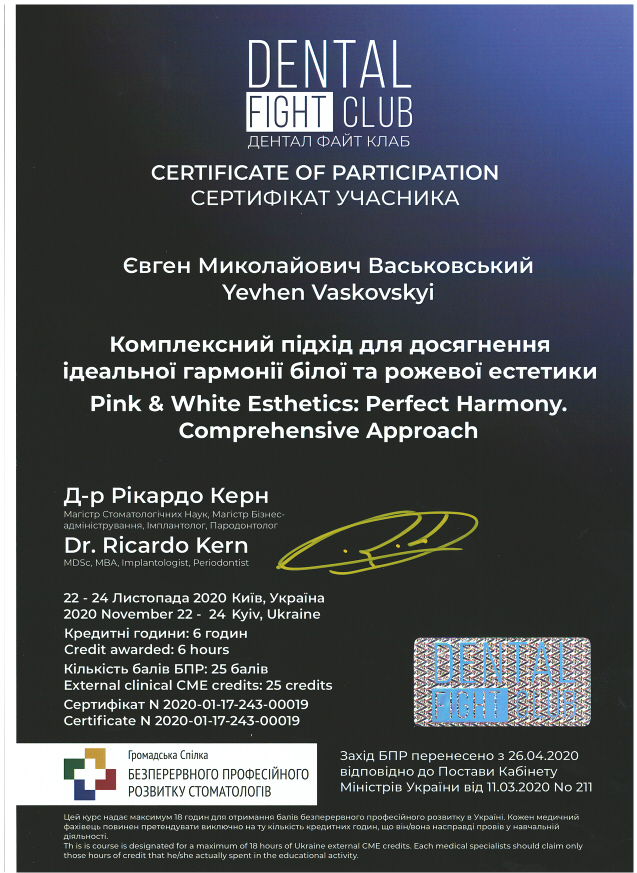 DENTAL
FIGHT CLUB
ДЕНТАЛ ФАЙТ КЛАБ
CERTIFICATE OF PARTICIPATION
СЕРТИФІКАТ УЧАСНИКА
Євген Миколайович Васьковський
Yevhen Vaskovskyi
Комплексний підхід для досягнення
ідеальної гармонії білої та рожевої естетики
Pink & White Esthetics: Perfect Harmony.
Comprehensive Approach
Д-р Рікардо Керн
Магістр Стоматологічних Наук, Магістр Бізнес-
адміністрування, Імплантолог, Пародонтолог
Dr. Ricardo Kern
MDSc, MBA, Implantologist, Periodontist
22 - 24 Листопада 2020 Київ, Україна
2020 November 22 - 24 Kyiv, Ukraine
Кредитні години: 6 годин
Credit awarded: 6 hours
Кількість балів БПР: 25 балів
External clinical CME credits: 25 credits
Сертифікат N 2020-01-17-243-00019
Certificate N 2020-01-17-243-00019
DENTAL
FIGHT CLUB
Громадська Спілка
БЕЗПЕРЕРВНОГО ПРОФЕСІЙНОГО
РОЗВИТКУ СТОМАТОЛОГІВ
Захід БПР перенесено з 26.04.2020
відповідно до Постави Кабінету
Міністрів України від 11.03.2020 No 211
Цей курс надає максимум 18 годин для отримання балів безперервного професійного розвитку в Україні. Кожен медичний
фахівець повинен претендувати виключно на ту кількість кредитних годин, що він/вона насправді провів у навчальній
діяльності.
Th is is course is designated for a maximum of 18 hours of Ukraine external CME credits. Each medical specialists should claim only
those hours of credit that he/she actually spent in the educational activity.